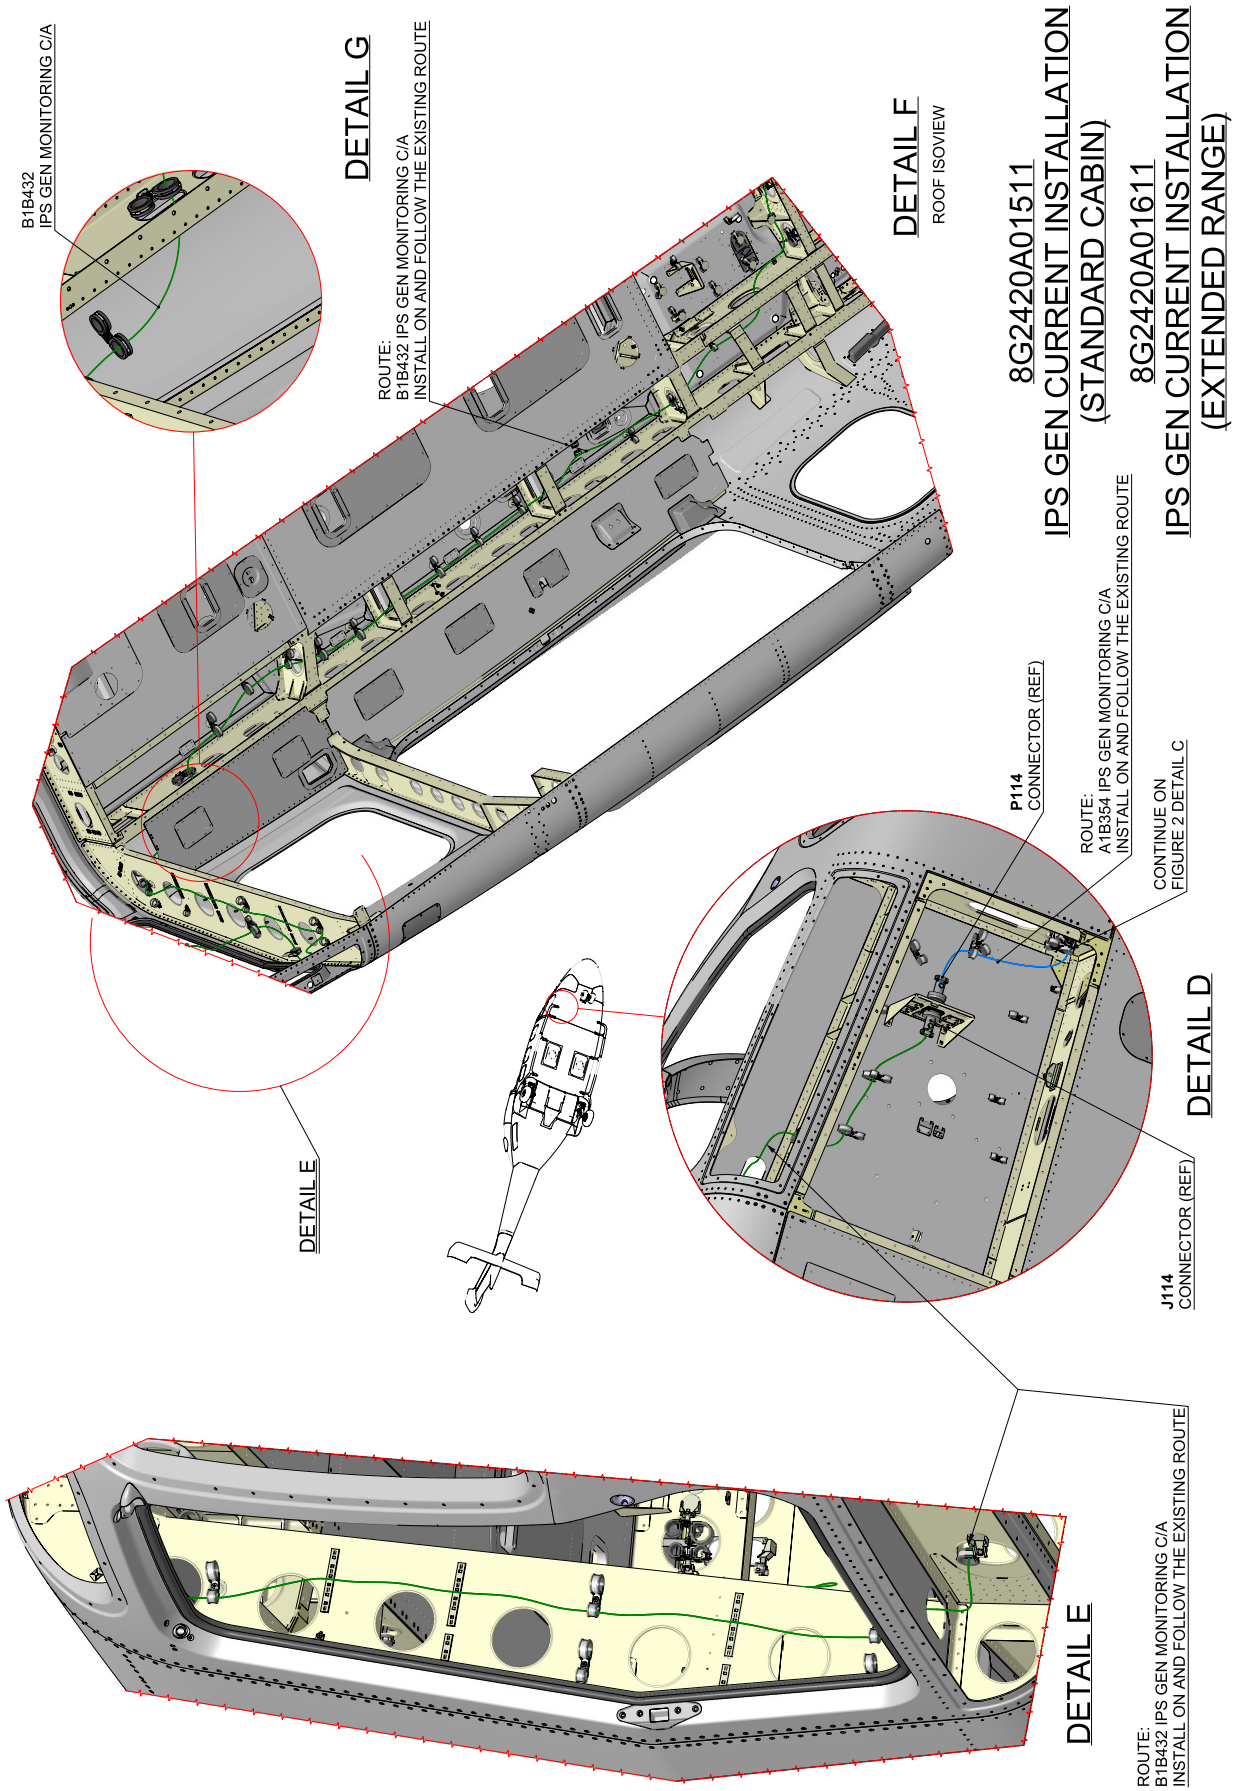 B1B432
IPS GEN MONITORING C/A
DETAIL G
ROUTE:
B1B432 IPS GEN MONITORING C/A
INSTALL ON AND FOLLOW THE EXISTING ROUTE
DETAIL F
ROOF ISOVIEW
8G2420A01511
IPS GEN CURRENT INSTALLATION
(STANDARD CABIN)
8G2420A01611
IPS GEN CURRENT INSTALLATION
(EXTENDED RANGE)
DETAIL E
P114
CONNECTOR (REF)
ROUTE:
A1B354 IPS GEN MONITORING C/A
INSTALL ON AND FOLLOW THE EXISTING ROUTE
CONTINUE ON
FIGURE 2 DETAIL C
DETAIL D
J114
CONNECTOR (REF)
DETAIL E
ROUTE:
B1B432 IPS GEN MONITORING C/A
INSTALL ON AND FOLLOW THE EXISTING ROUTE